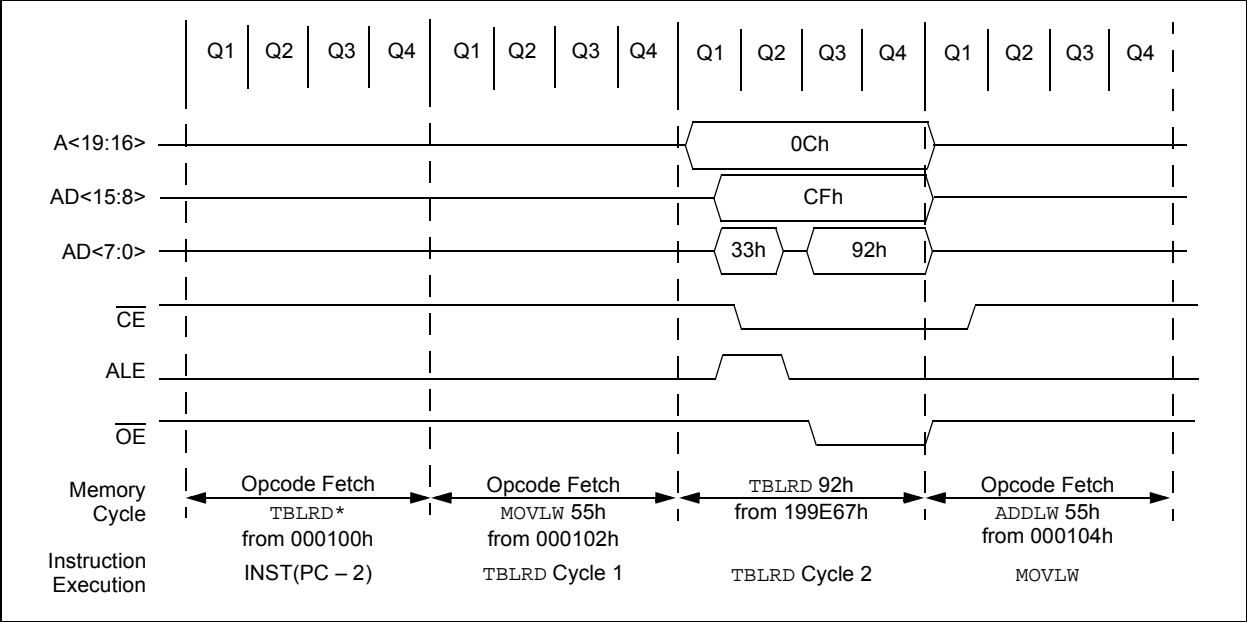 Q1 Q2 Q3 Q4 Q1 Q2 Q3 Q4 Q1 Q2 Q3 Q4 Q1 Q2 Q3 Q4
A<19:16> 0Ch
AD<15:8> CFh
AD<7:0> 33h 92h
CE
ALE
OE
Memory Cycle
Opcode Fetch
TBLRD*
from 000100h
Opcode Fetch
MOVLW 55h
from 000102h
TBLRD 92h
from 199E67h
Opcode Fetch
ADDLW 55h
from 000104h
Instruction Execution
INST(PC – 2)
TBLRD Cycle 1
TBLRD Cycle 2
MOVLW